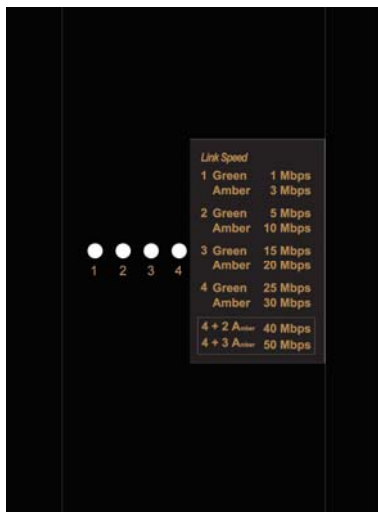 Link Speed
1 Green 1 Mbps
Amber 3 Mbps
2 Green 5 Mbps
Amber 10 Mbps
3 Green 15 Mbps
Amber 20 Mbps
4 Green 25 Mbps
Amber 30 Mbps
4 + 2 Amber 40 Mbps
4 + 3 Amber 50 Mbps
1 2 3 4